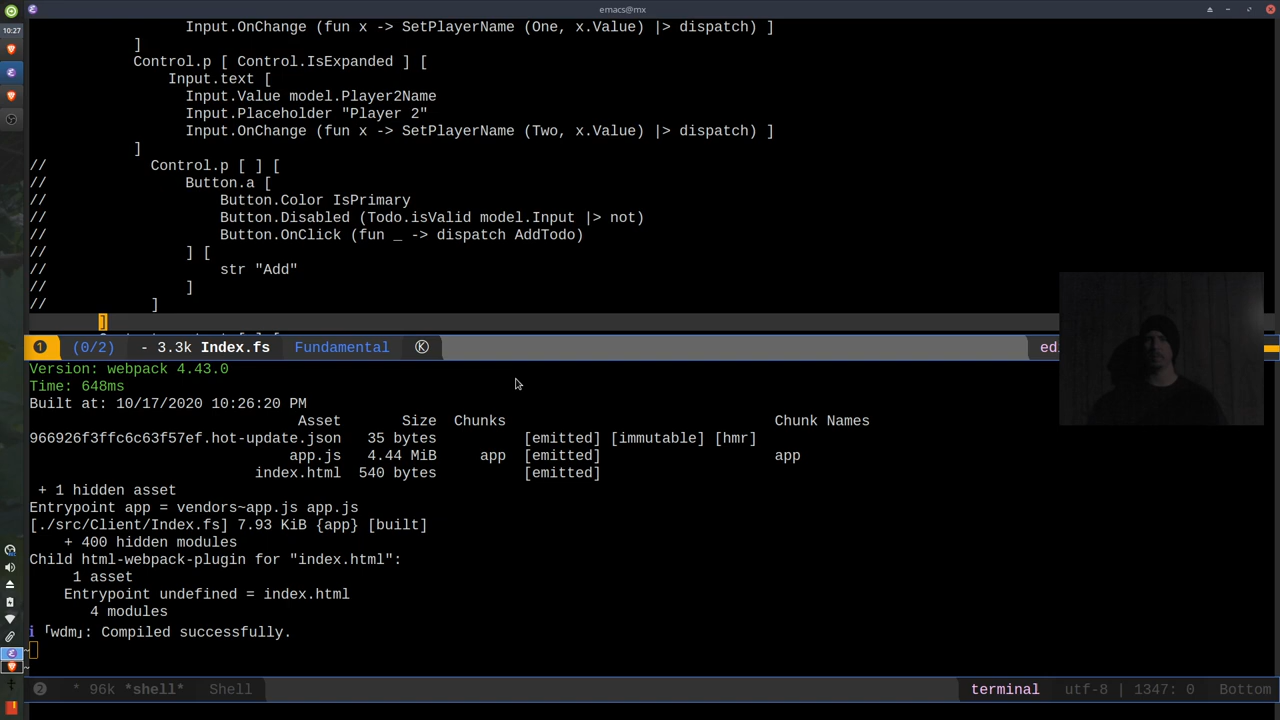 emacs@mx
10:27
Input.OnChange (fun x -> SetPlayerName (One, x.Value) |> dispatch) ]
]
Control.p [ Control.IsExpanded ] [
Input.text [
Input.Value model.Player2Name
Input.Placeholder "Player 2"
Input.OnChange (fun x -> SetPlayerName (Two, x.Value) |> dispatch) ]
]
// Control.p [ ] [
// Button.a [
// Button.Color IsPrimary
// Button.Disabled (Todo.isValid model.Input |> not)
// Button.OnClick (fun _ -> dispatch AddTodo)
// ] [
// str "Add"
// ]
// ]
]
1 (0/2) - 3.3k Index.fs Fundamental K edi
Version: webpack 4.43.0
Time: 648ms
Built at: 10/17/2020 10:26:20 PM
Asset Size Chunks Chunk Names
966926f3ffc6c63f57ef.hot-update.json 35 bytes [emitted] [immutable] [hmr]
app.js 4.44 MiB app [emitted] app
index.html 540 bytes [emitted]
+ 1 hidden asset
Entrypoint app = vendors~app.js app.js
[./src/Client/Index.fs] 7.93 KiB {app} [built]
+ 400 hidden modules
Child html-webpack-plugin for "index.html":
1 asset
Entrypoint undefined = index.html
4 modules
i ｢wdm｣: Compiled successfully.
2 * 96k *shell* Shell terminal utf-8 | 1347: 0 Bottom